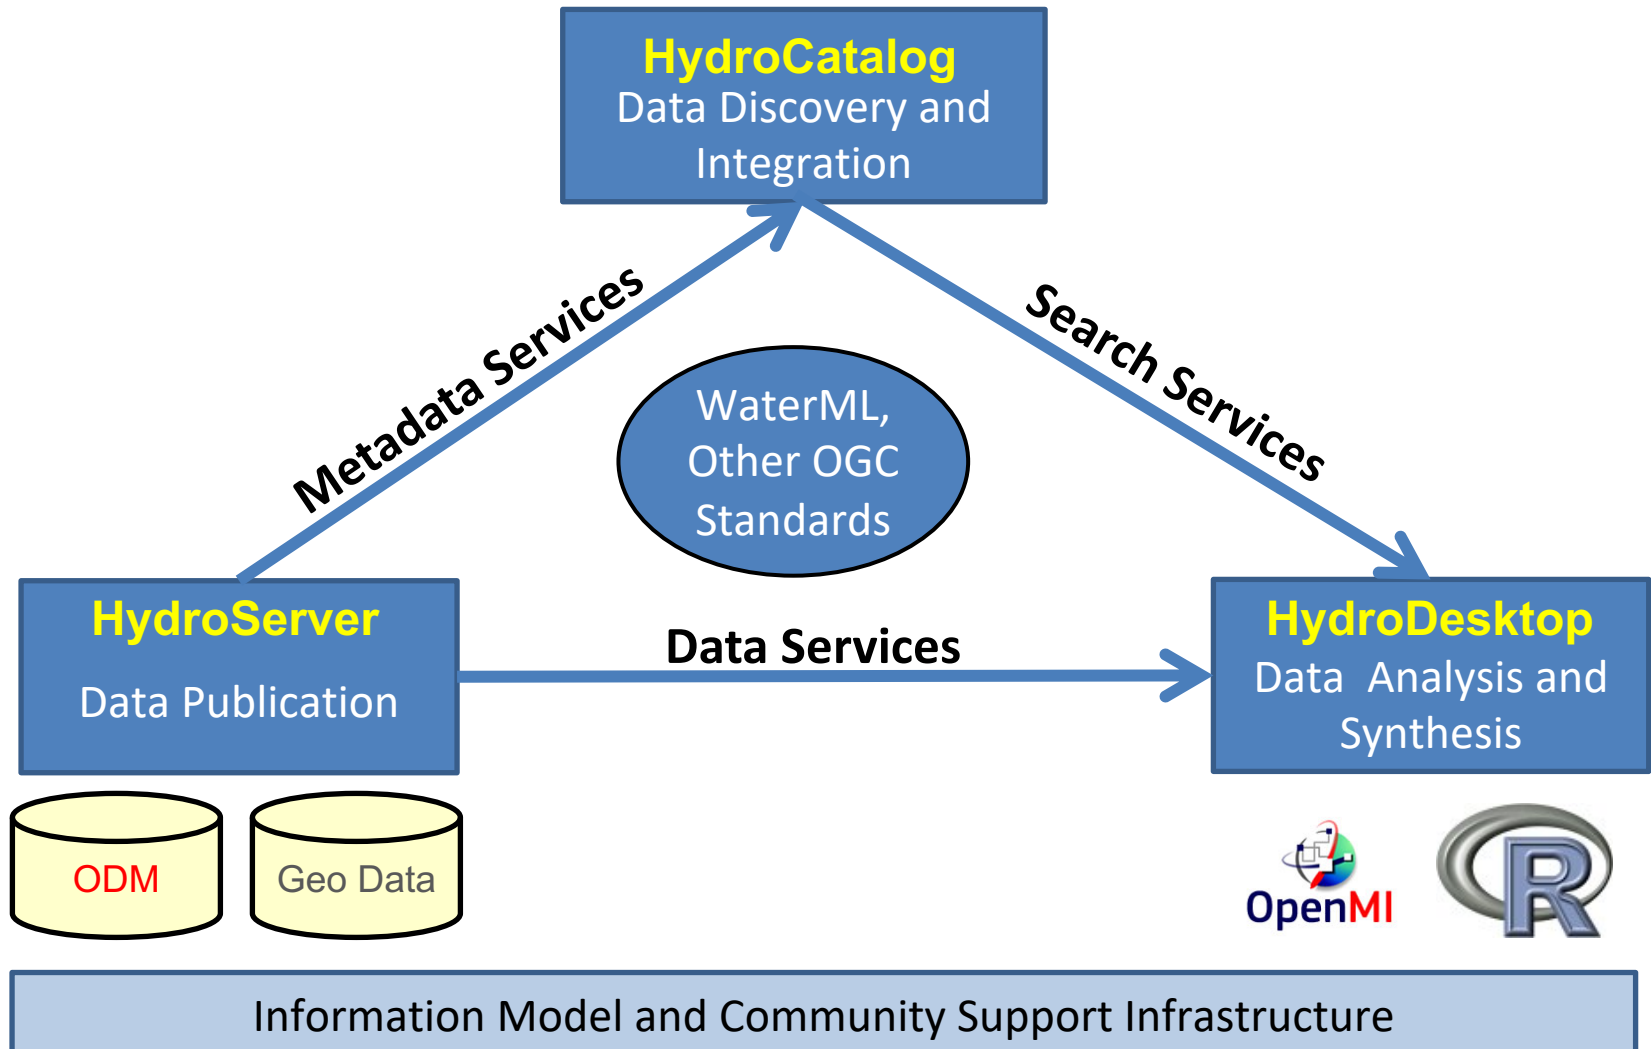 HydroCatalog
Data Discovery and
Integration
Metadata Services
Search Services
WaterML,
Other OGC
Standards
HydroServer
Data Publication
Data Services
HydroDesktop
Data  Analysis and
Synthesis
ODM
Geo Data
OpenMI
R
Information Model and Community Support Infrastructure